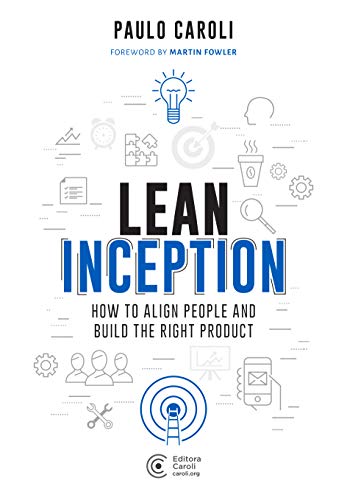 PAULO CAROLI
FOREWORD BY MARTIN FOWLER
LEAN
INCEPTION
HOW TO ALIGN PEOPLE AND
BUILD THE RIGHT PRODUCT
Editora
Caroli
caroli.org